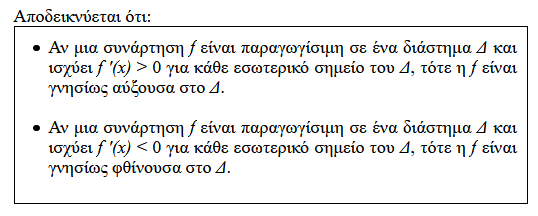 Αποδεικνύεται ότι:
• Αν μια συνάρτηση f είναι παραγωγίσιμη σε ένα διάστημα Δ και
ισχύει f ′(x) > 0 για κάθε εσωτερικό σημείο του Δ, τότε η f είναι
γνησίως αύξουσα στο Δ.
• Αν μια συνάρτηση f είναι παραγωγίσιμη σε ένα διάστημα Δ και
ισχύει f ′(x) < 0 για κάθε εσωτερικό σημείο του Δ, τότε η f είναι
γνησίως φθίνουσα στο Δ.